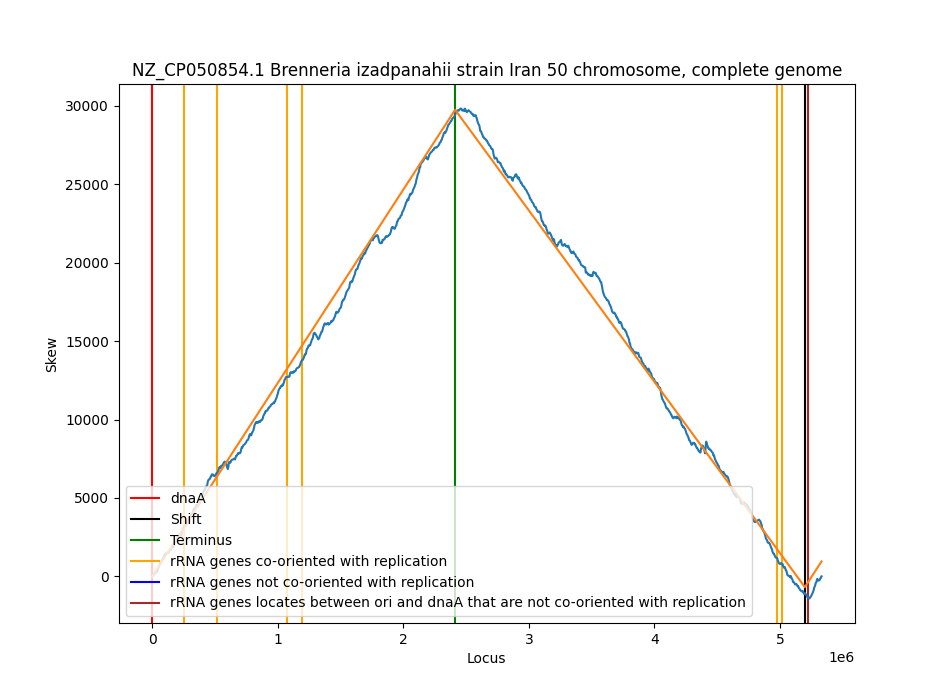 NZ_CP050854.1 Brenneria izadpanahii strain Iran 50 chromosome, complete genome
30000
25000
20000
15000
10000
5000
0
Skew
dnaA
Shift
Terminus
rRNA genes co-oriented with replication
rRNA genes not co-oriented with replication
rRNA genes locates between ori and dnaA that are not co-oriented with replication
0 1 2 3 4 5
1e6
Locus